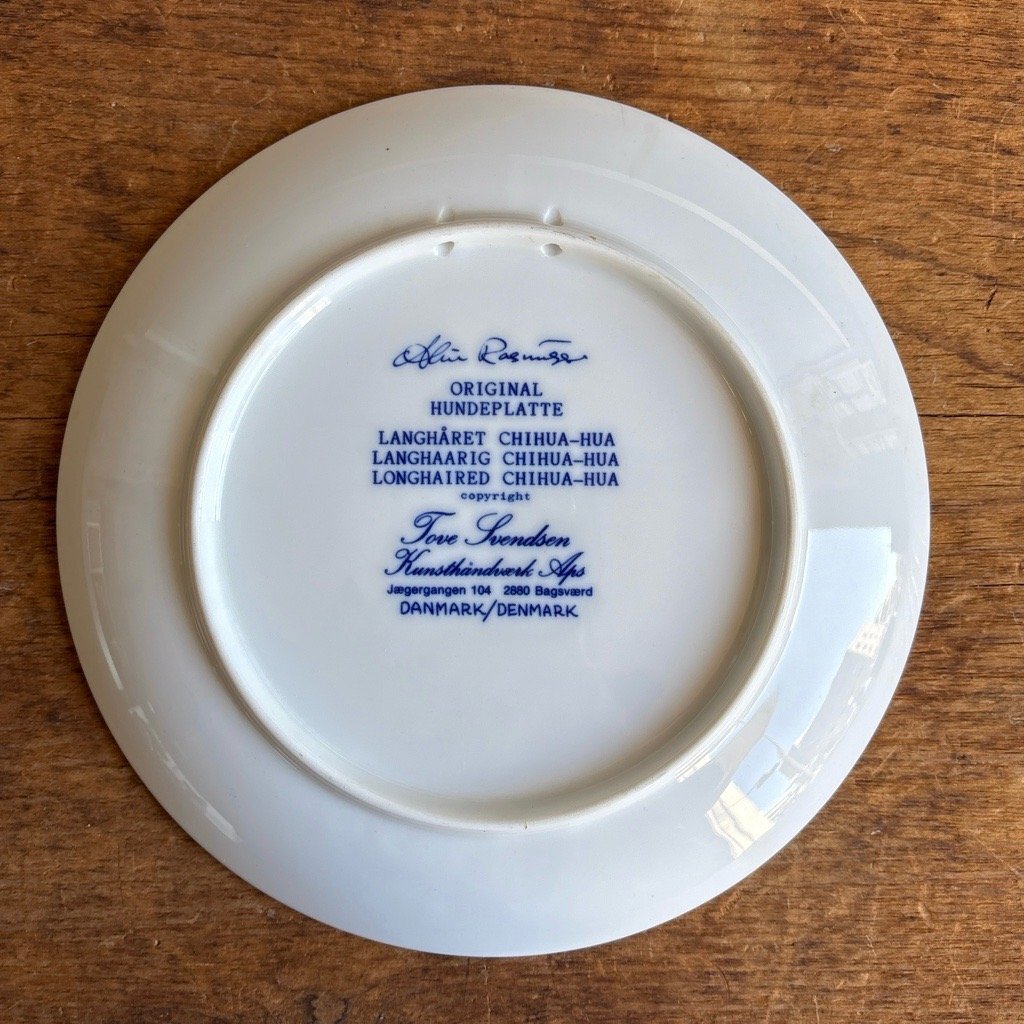 Rasmussen
ORIGINAL
HUNDEPLATTE
LANGHÅRET CHIHUA-HUA
LANGHAARIG CHIHUA-HUA
LONGHAIRED CHIHUA-HUA
copyright
Tove Svendsen
Kunsthåndværk Aps
Jægergangen 104 2880 Bagsværd
DANMARK/DENMARK